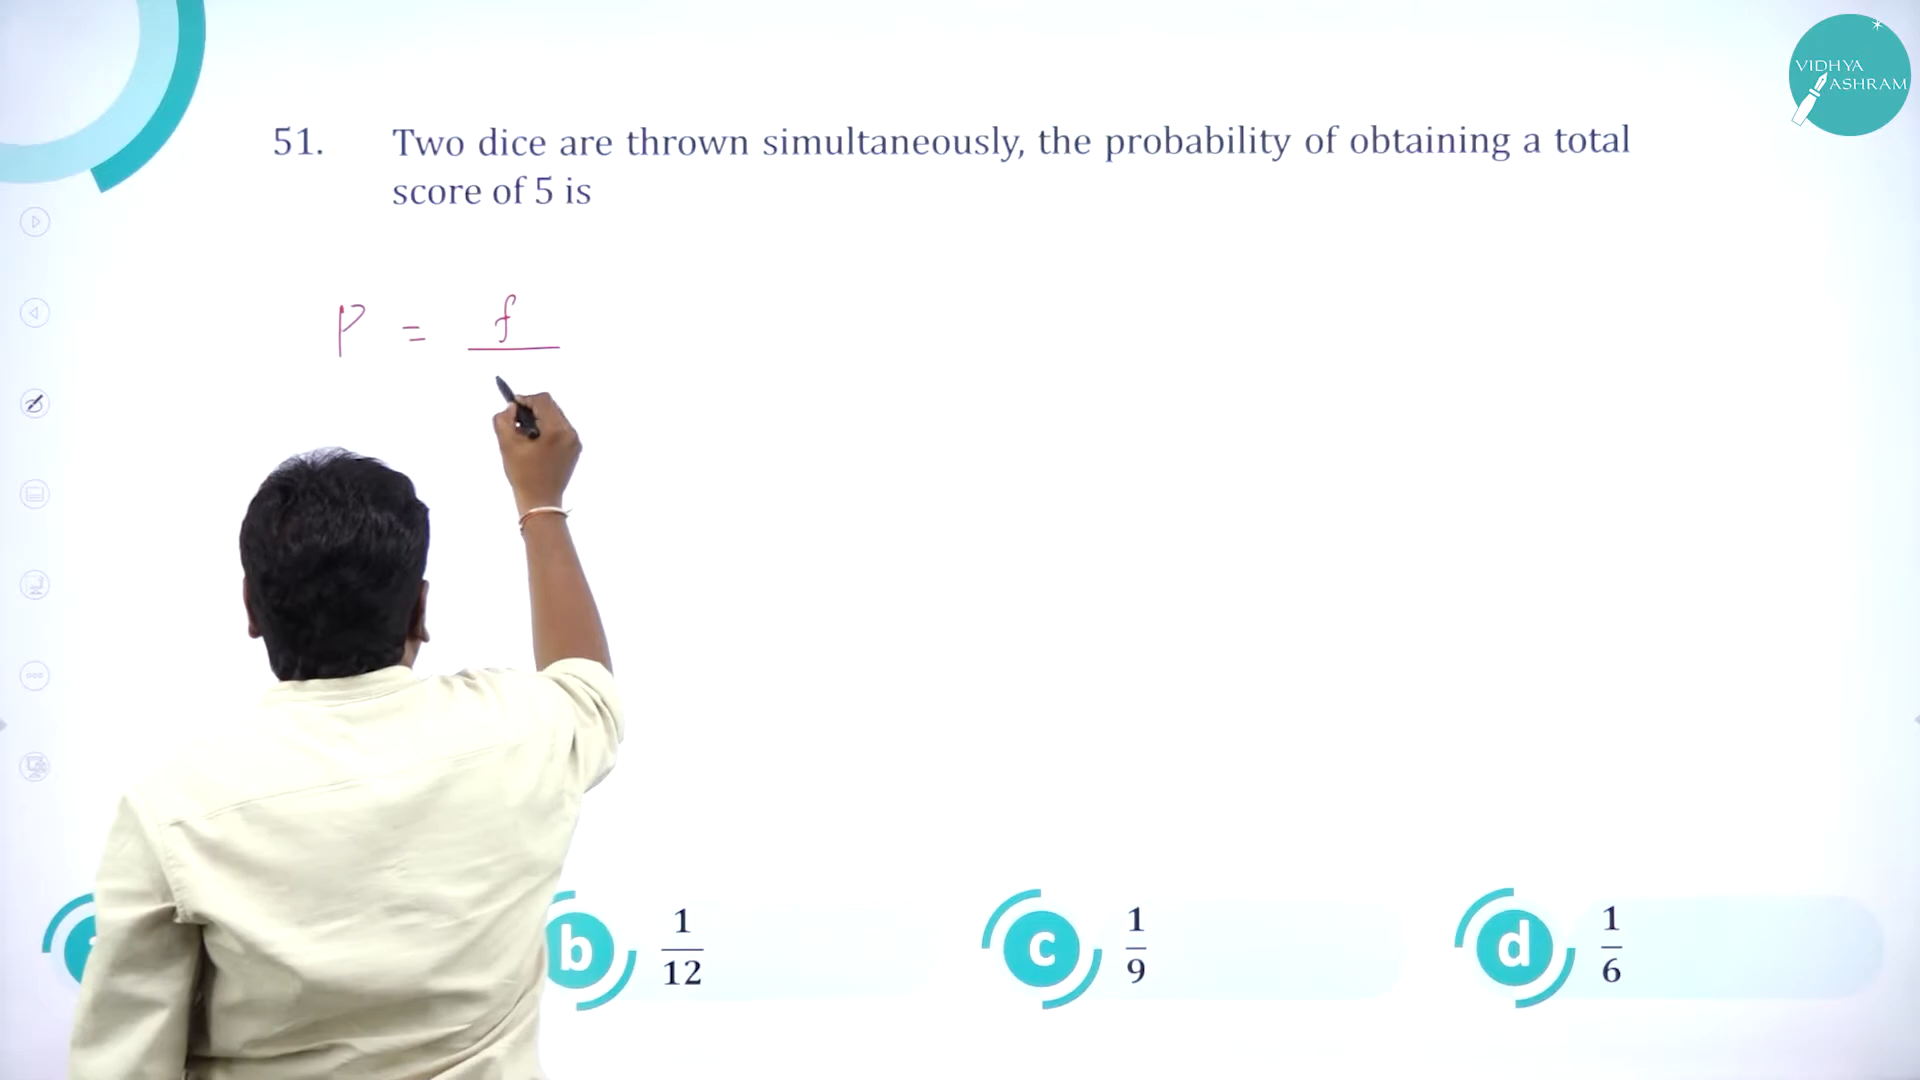 VIDHYA
ASHRAM
51. Two dice are thrown simultaneously, the probability of obtaining a total
score of 5 is
P = f
b 1/12
c 1/9
d 1/6